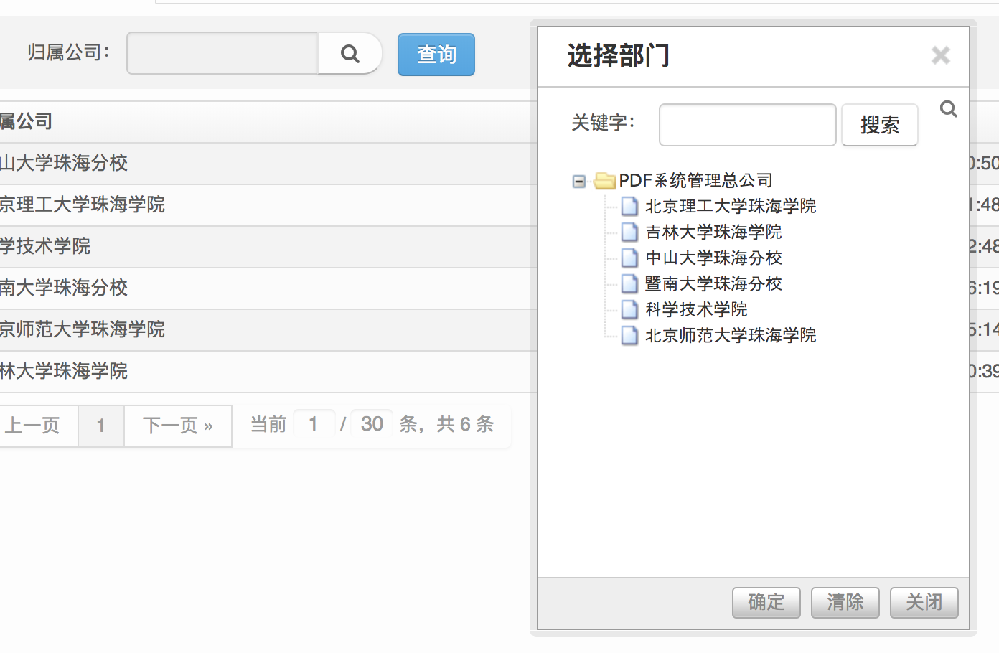 归属公司：
查询
属公司
山大学珠海分校
京理工大学珠海学院
学技术学院
南大学珠海分校
京师范大学珠海学院
林大学珠海学院
上一页 1 下一页 » 当前 1 / 30 条，共 6 条
选择部门 ×
关键字： 搜索
PDF系统管理总公司
北京理工大学珠海学院
吉林大学珠海学院
中山大学珠海分校
暨南大学珠海分校
科学技术学院
北京师范大学珠海学院
确定 清除 关闭
0:50
1:48
2:48
6:19
5:14
0:39